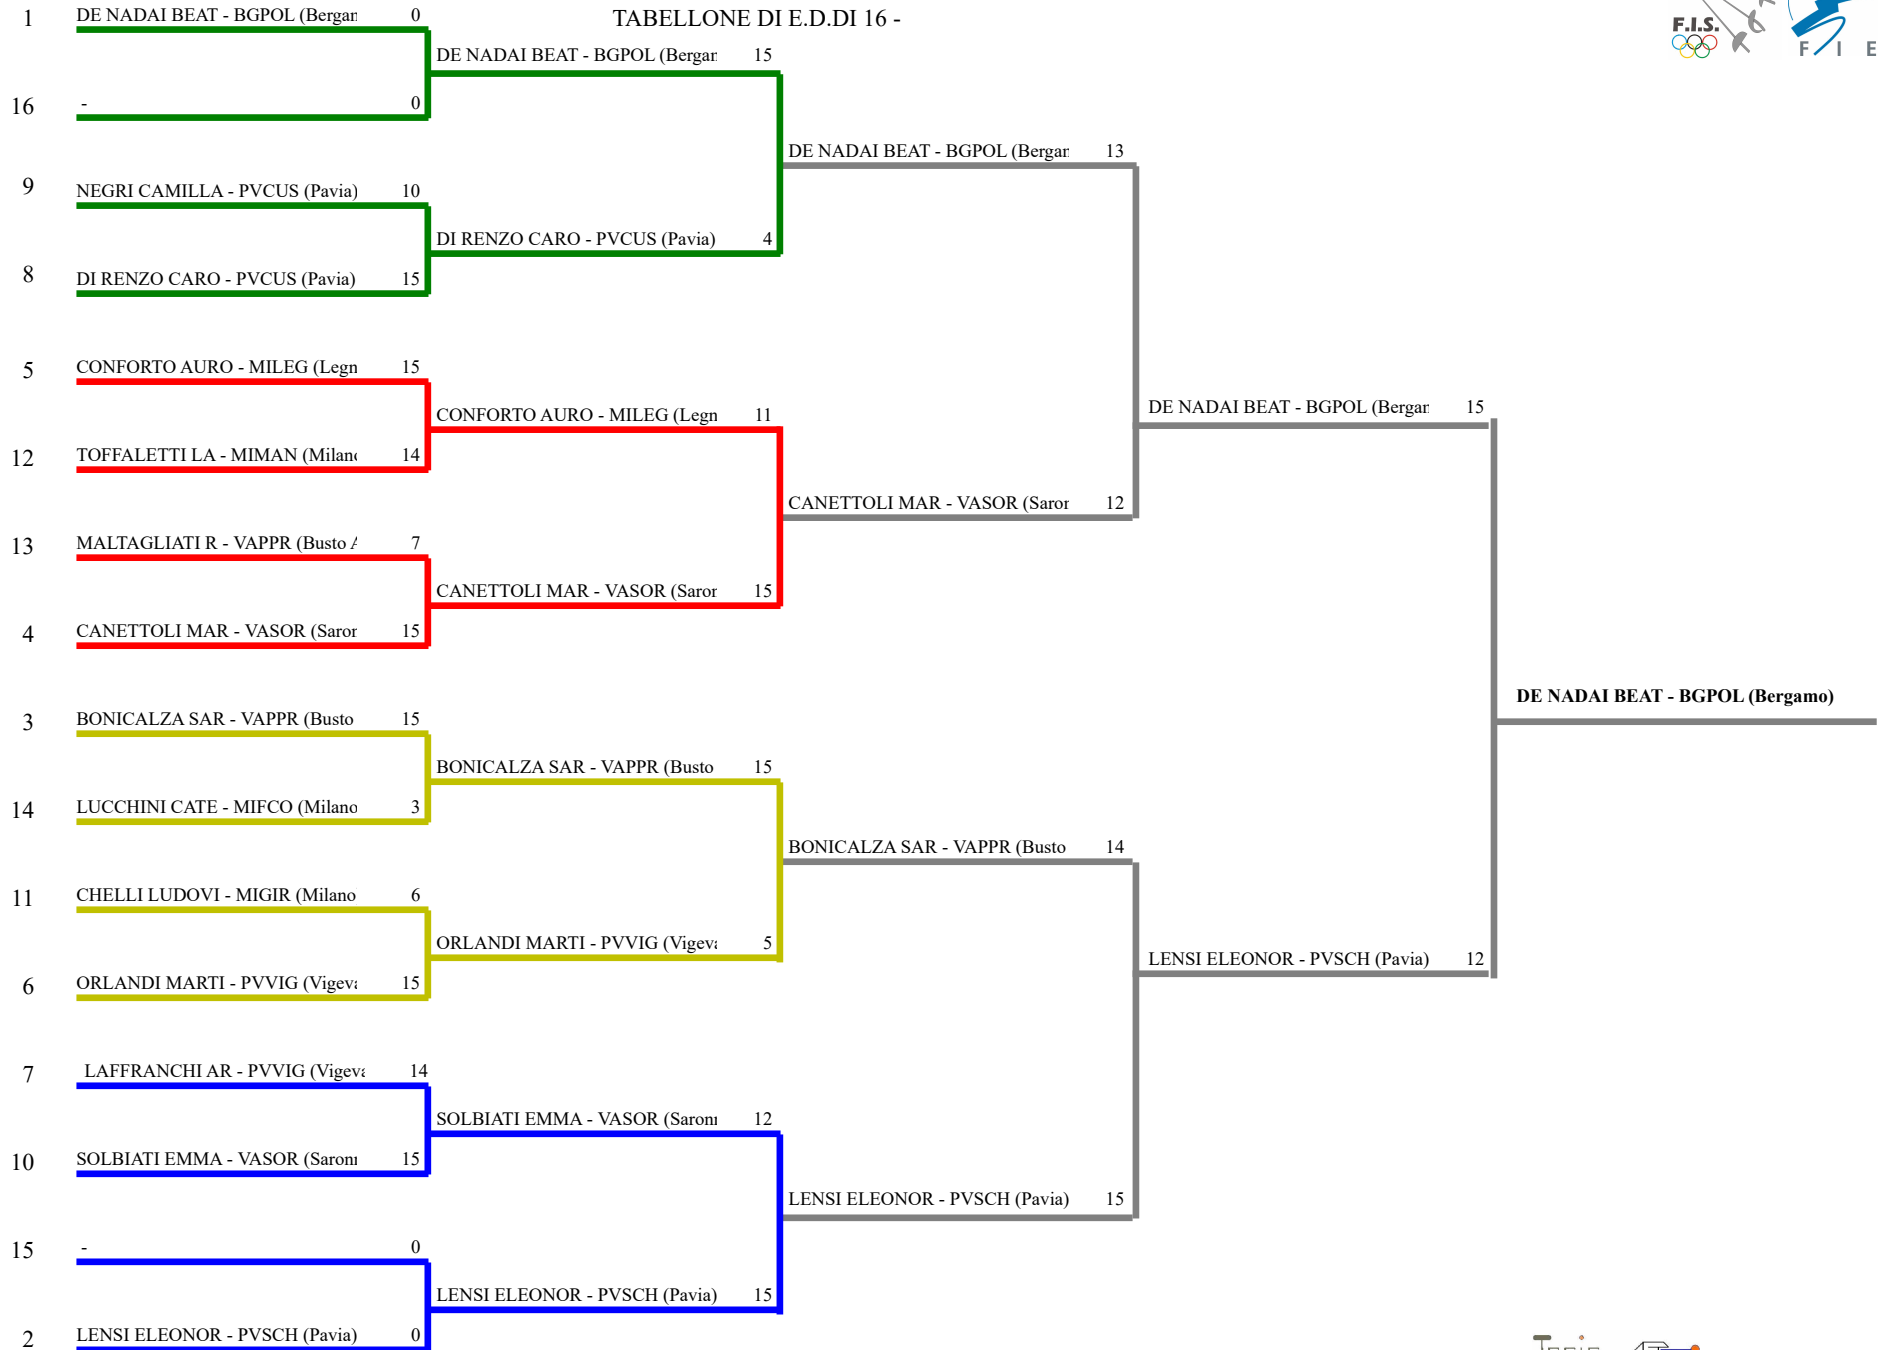 TABELLONE DI E.D.DI 16 -
F.I.S.
F I E
1 DE NADAI BEAT - BGPOL (Bergan 0
DE NADAI BEAT - BGPOL (Bergar 15
16 - 0
DE NADAI BEAT - BGPOL (Bergar 13
9 NEGRI CAMILLA - PVCUS (Pavia) 10
DI RENZO CARO - PVCUS (Pavia) 4
8 DI RENZO CARO - PVCUS (Pavia) 15
5 CONFORTO AURO - MILEG (Legn 15
DE NADAI BEAT - BGPOL (Bergar 15
CONFORTO AURO - MILEG (Legn 11
12 TOFFALETTI LA - MIMAN (Milano 14
CANETTOLI MAR - VASOR (Saror 12
13 MALTAGLIATI R - VAPPR (Busto A 7
CANETTOLI MAR - VASOR (Saror 15
4 CANETTOLI MAR - VASOR (Saror 15
DE NADAI BEAT - BGPOL (Bergamo)
3 BONICALZA SAR - VAPPR (Busto 15
BONICALZA SAR - VAPPR (Busto 15
14 LUCCHINI CATE - MIFCO (Milano 3
BONICALZA SAR - VAPPR (Busto 14
11 CHELLI LUDOVI - MIGIR (Milano 6
ORLANDI MARTI - PVVIG (Vigeva 5
LENSI ELEONOR - PVSCH (Pavia) 12
6 ORLANDI MARTI - PVVIG (Vigeva 15
7 LAFFRANCHI AR - PVVIG (Vigeva 14
SOLBIATI EMMA - VASOR (Saronn 12
10 SOLBIATI EMMA - VASOR (Saronn 15
LENSI ELEONOR - PVSCH (Pavia) 15
15 - 0
LENSI ELEONOR - PVSCH (Pavia) 15
2 LENSI ELEONOR - PVSCH (Pavia) 0